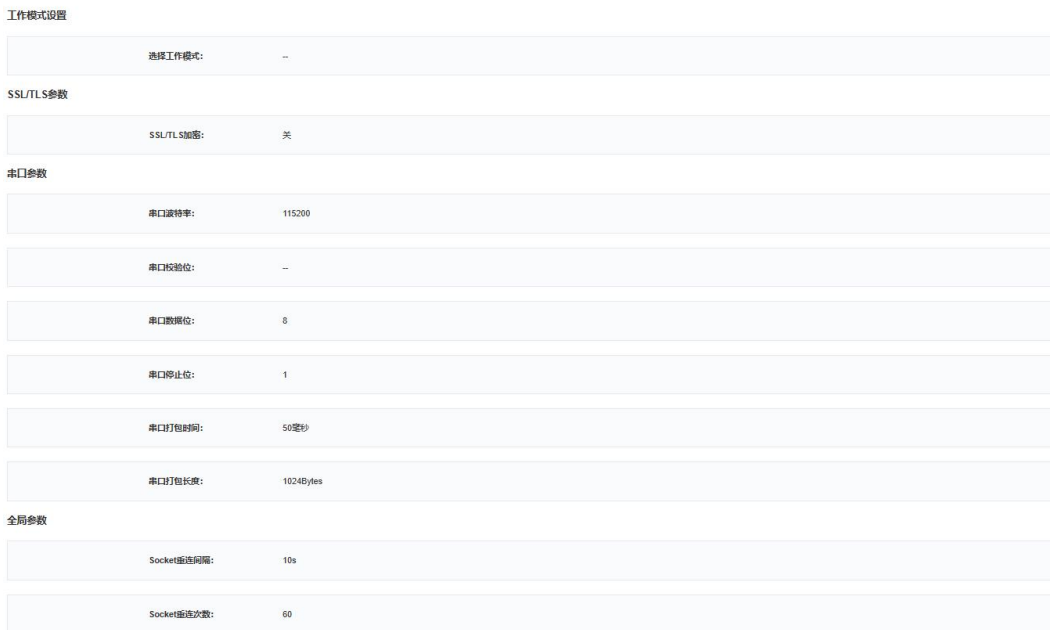 工作模式设置
选择工作模式: --
SSL/TLS参数
SSL/TLS加密: 关
串口参数
串口波特率: 115200
串口校验位: --
串口数据位: 8
串口停止位: 1
串口打包时间: 50毫秒
串口打包长度: 1024Bytes
全局参数
Socket重连间隔: 10s
Socket重连次数: 60